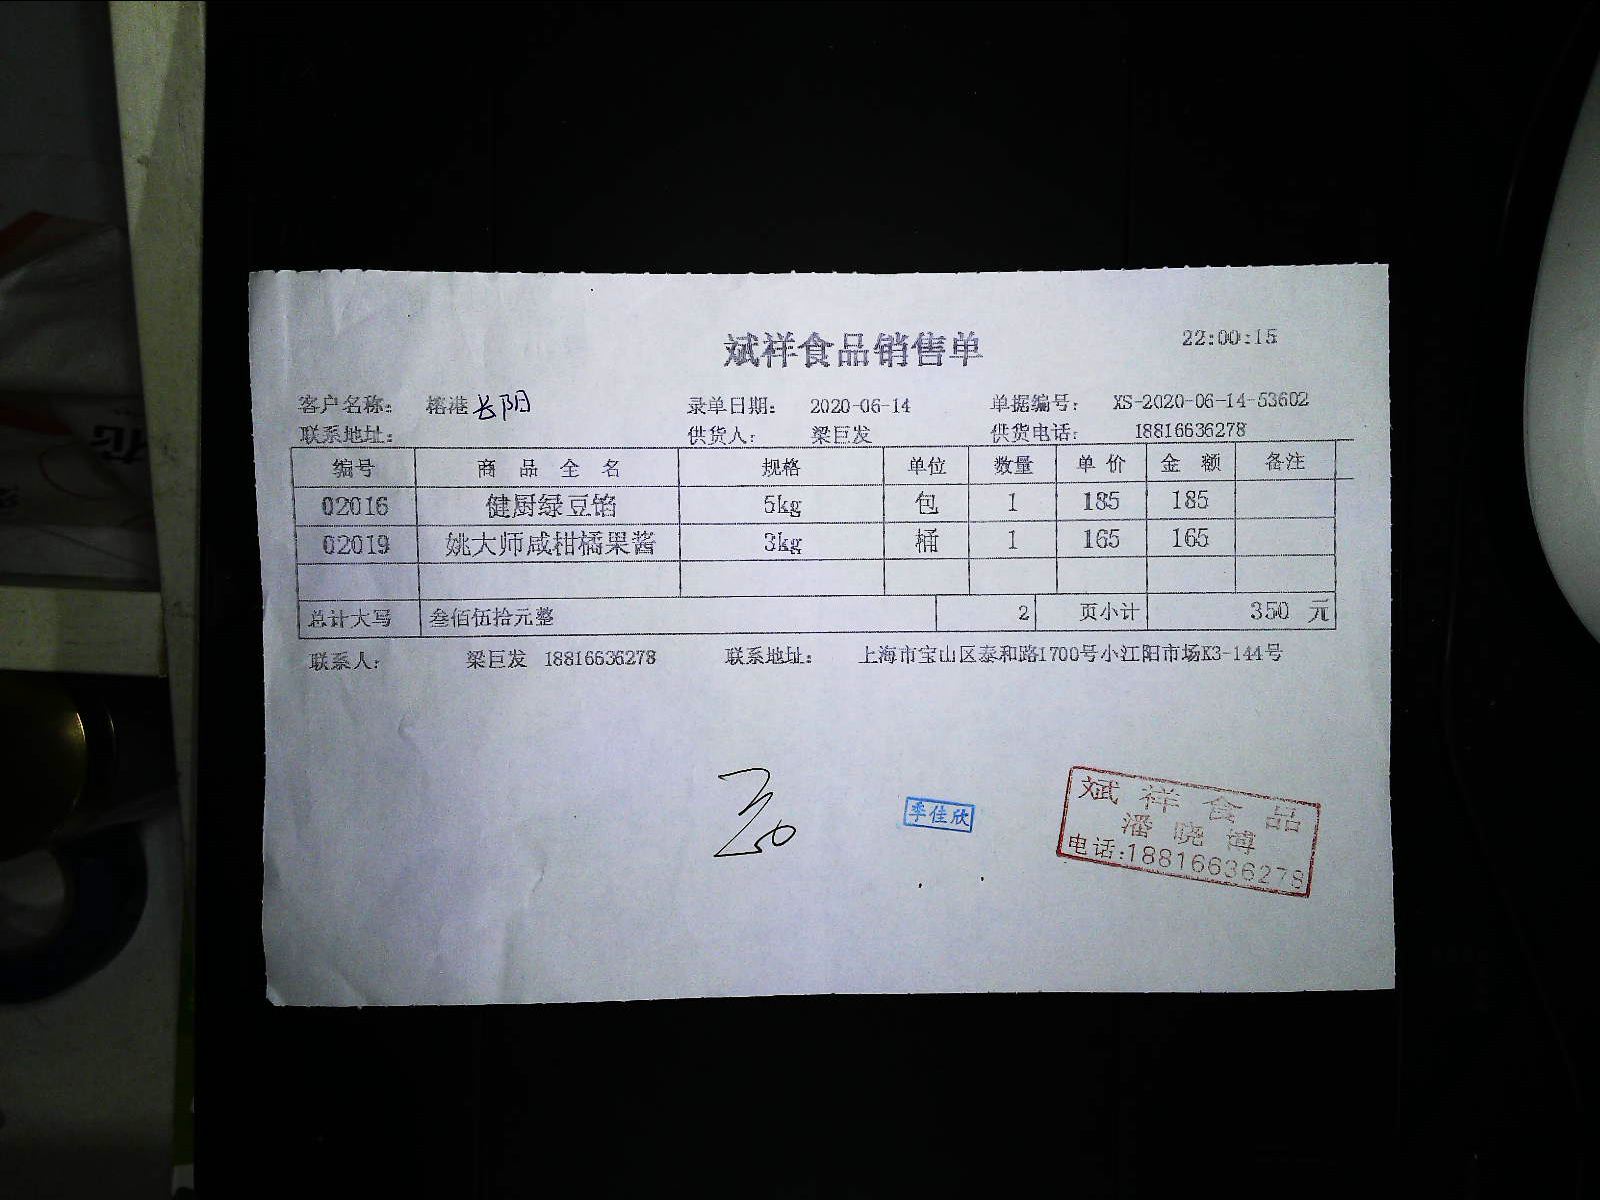 斌祥食品销售单 22:00:15
客户名称： 榕港 长阳 录单日期： 2020-06-14 单据编号： XS-2020-06-14-53602
联系地址： 供货人： 梁巨发 供货电话： 18816636278
编号 商 品 全 名 规格 单位 数量 单 价 金 额 备注
02016 健厨绿豆馅 5kg 包 1 185 185
02019 姚大师咸柑橘果酱 3kg 桶 1 165 165
总计大写 叁佰伍拾元整 2 页小计 350 元
联系人： 梁巨发 18816636278 联系地址： 上海市宝山区泰和路1700号小江阳市场K3-144号
季佳欣
斌祥食品
潘晓博
电话:18816636278